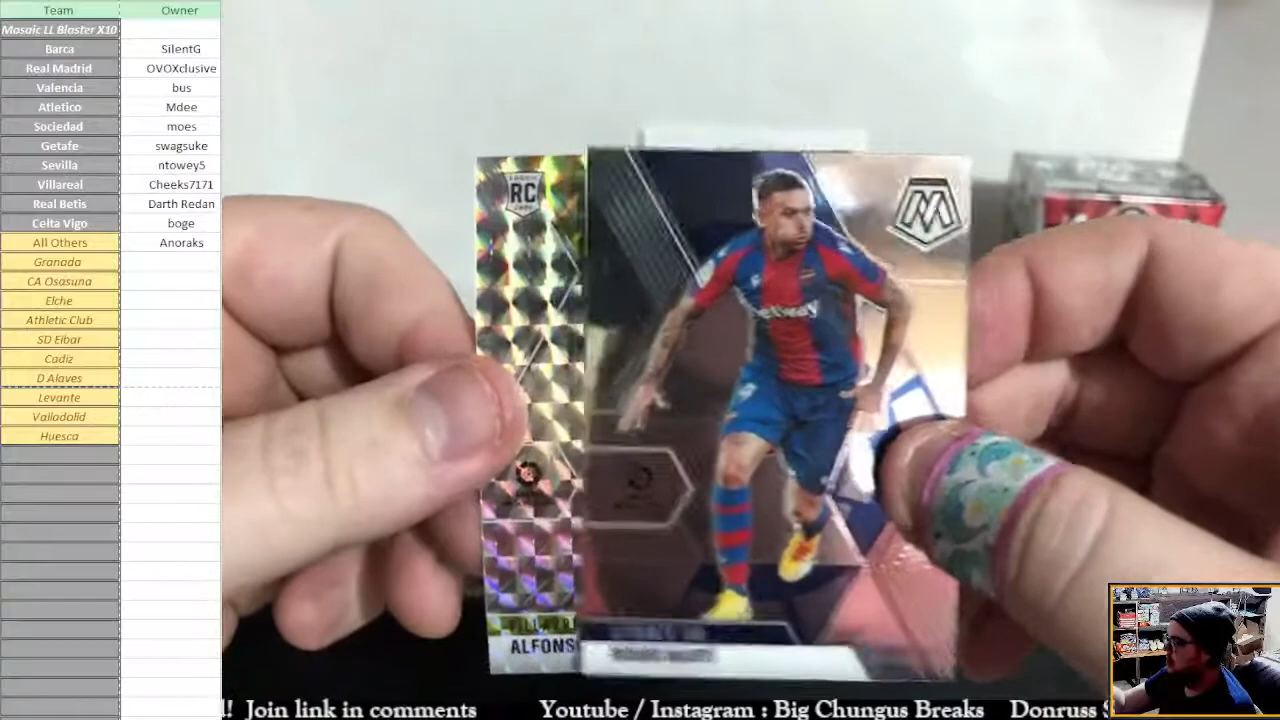 Team Owner
Mosaic LL Blaster X10
Barca SilentG
Real Madrid OVOXclusive
Valencia bus
Atletico Mdee
Sociedad moes
Getafe swagsuke
Sevilla ntowey5
Villareal Cheeks7171
Real Betis Darth Redan
Celta Vigo boge
All Others Anoraks
Granada
CA Osasuna
Elche
Athletic Club
SD Eibar
Cadiz
D Alaves
Levante
Valladolid
Huesca
RC
M
ALFONS
! Join link in comments Youtube / Instagram : Big Chungus Breaks Donruss S